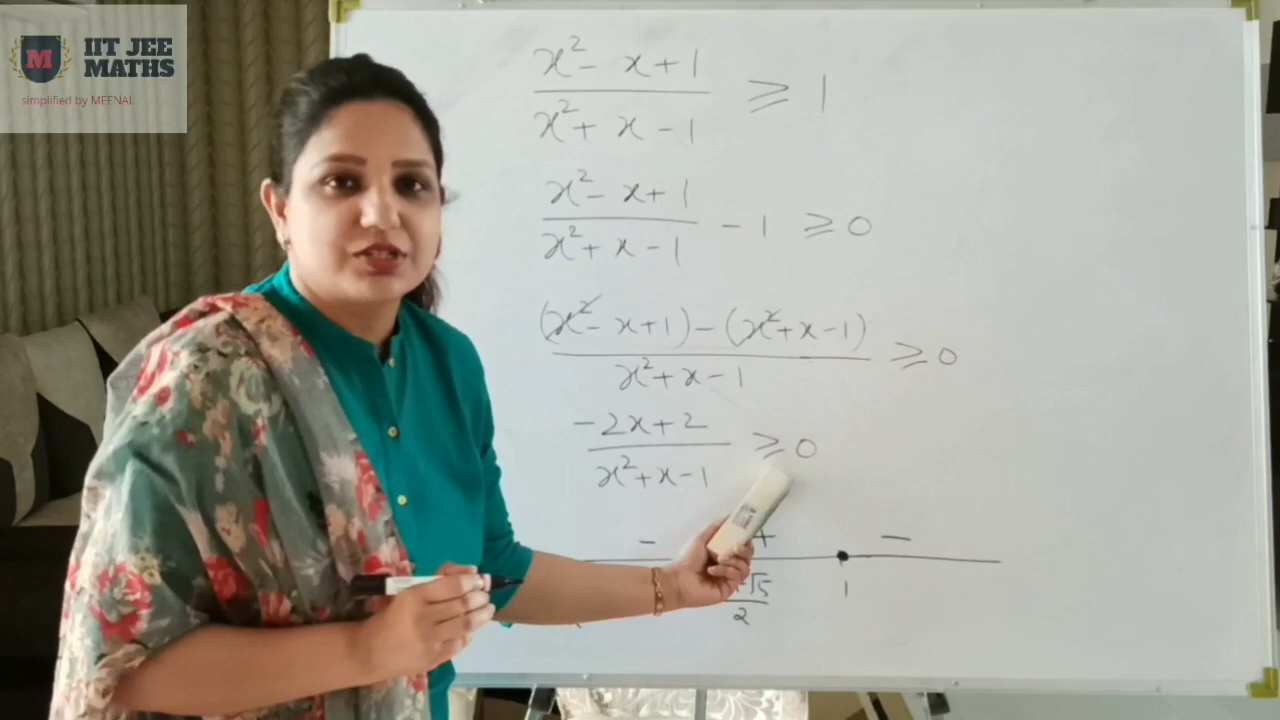 M
IIT JEE
MATHS
simplified by MEENAL
x² - x + 1
x² + x - 1
≥ 1
x² - x + 1
x² + x - 1
- 1 ≥ 0
(x² - x + 1) - (x² + x - 1)
x² + x - 1
≥ 0
-2x + 2
x² + x - 1
≥ 0
- + -
√5
2
1